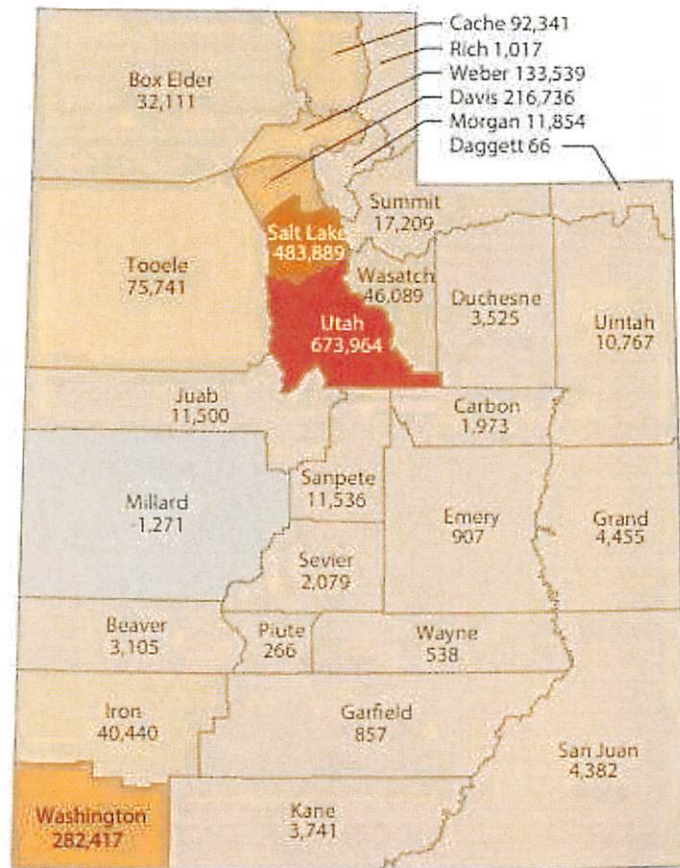 Cache 92,341
Rich 1,017
Weber 133,539
Davis 216,736
Morgan 11,854
Daggett 66
Box Elder
32,111
Summit
17,209
Salt Lake
483,889
Tooele
75,741
Wasatch
46,089
Duchesne
3,525
Uintah
10,767
Utah
673,964
Juab
11,500
Carbon
1,973
Sanpete
11,536
Millard
-1,271
Emery
907
Grand
4,455
Sevier
2,079
Beaver
3,105
Piute
266
Wayne
538
Iron
40,440
Garfield
857
San Juan
4,382
Washington
282,417
Kane
3,741